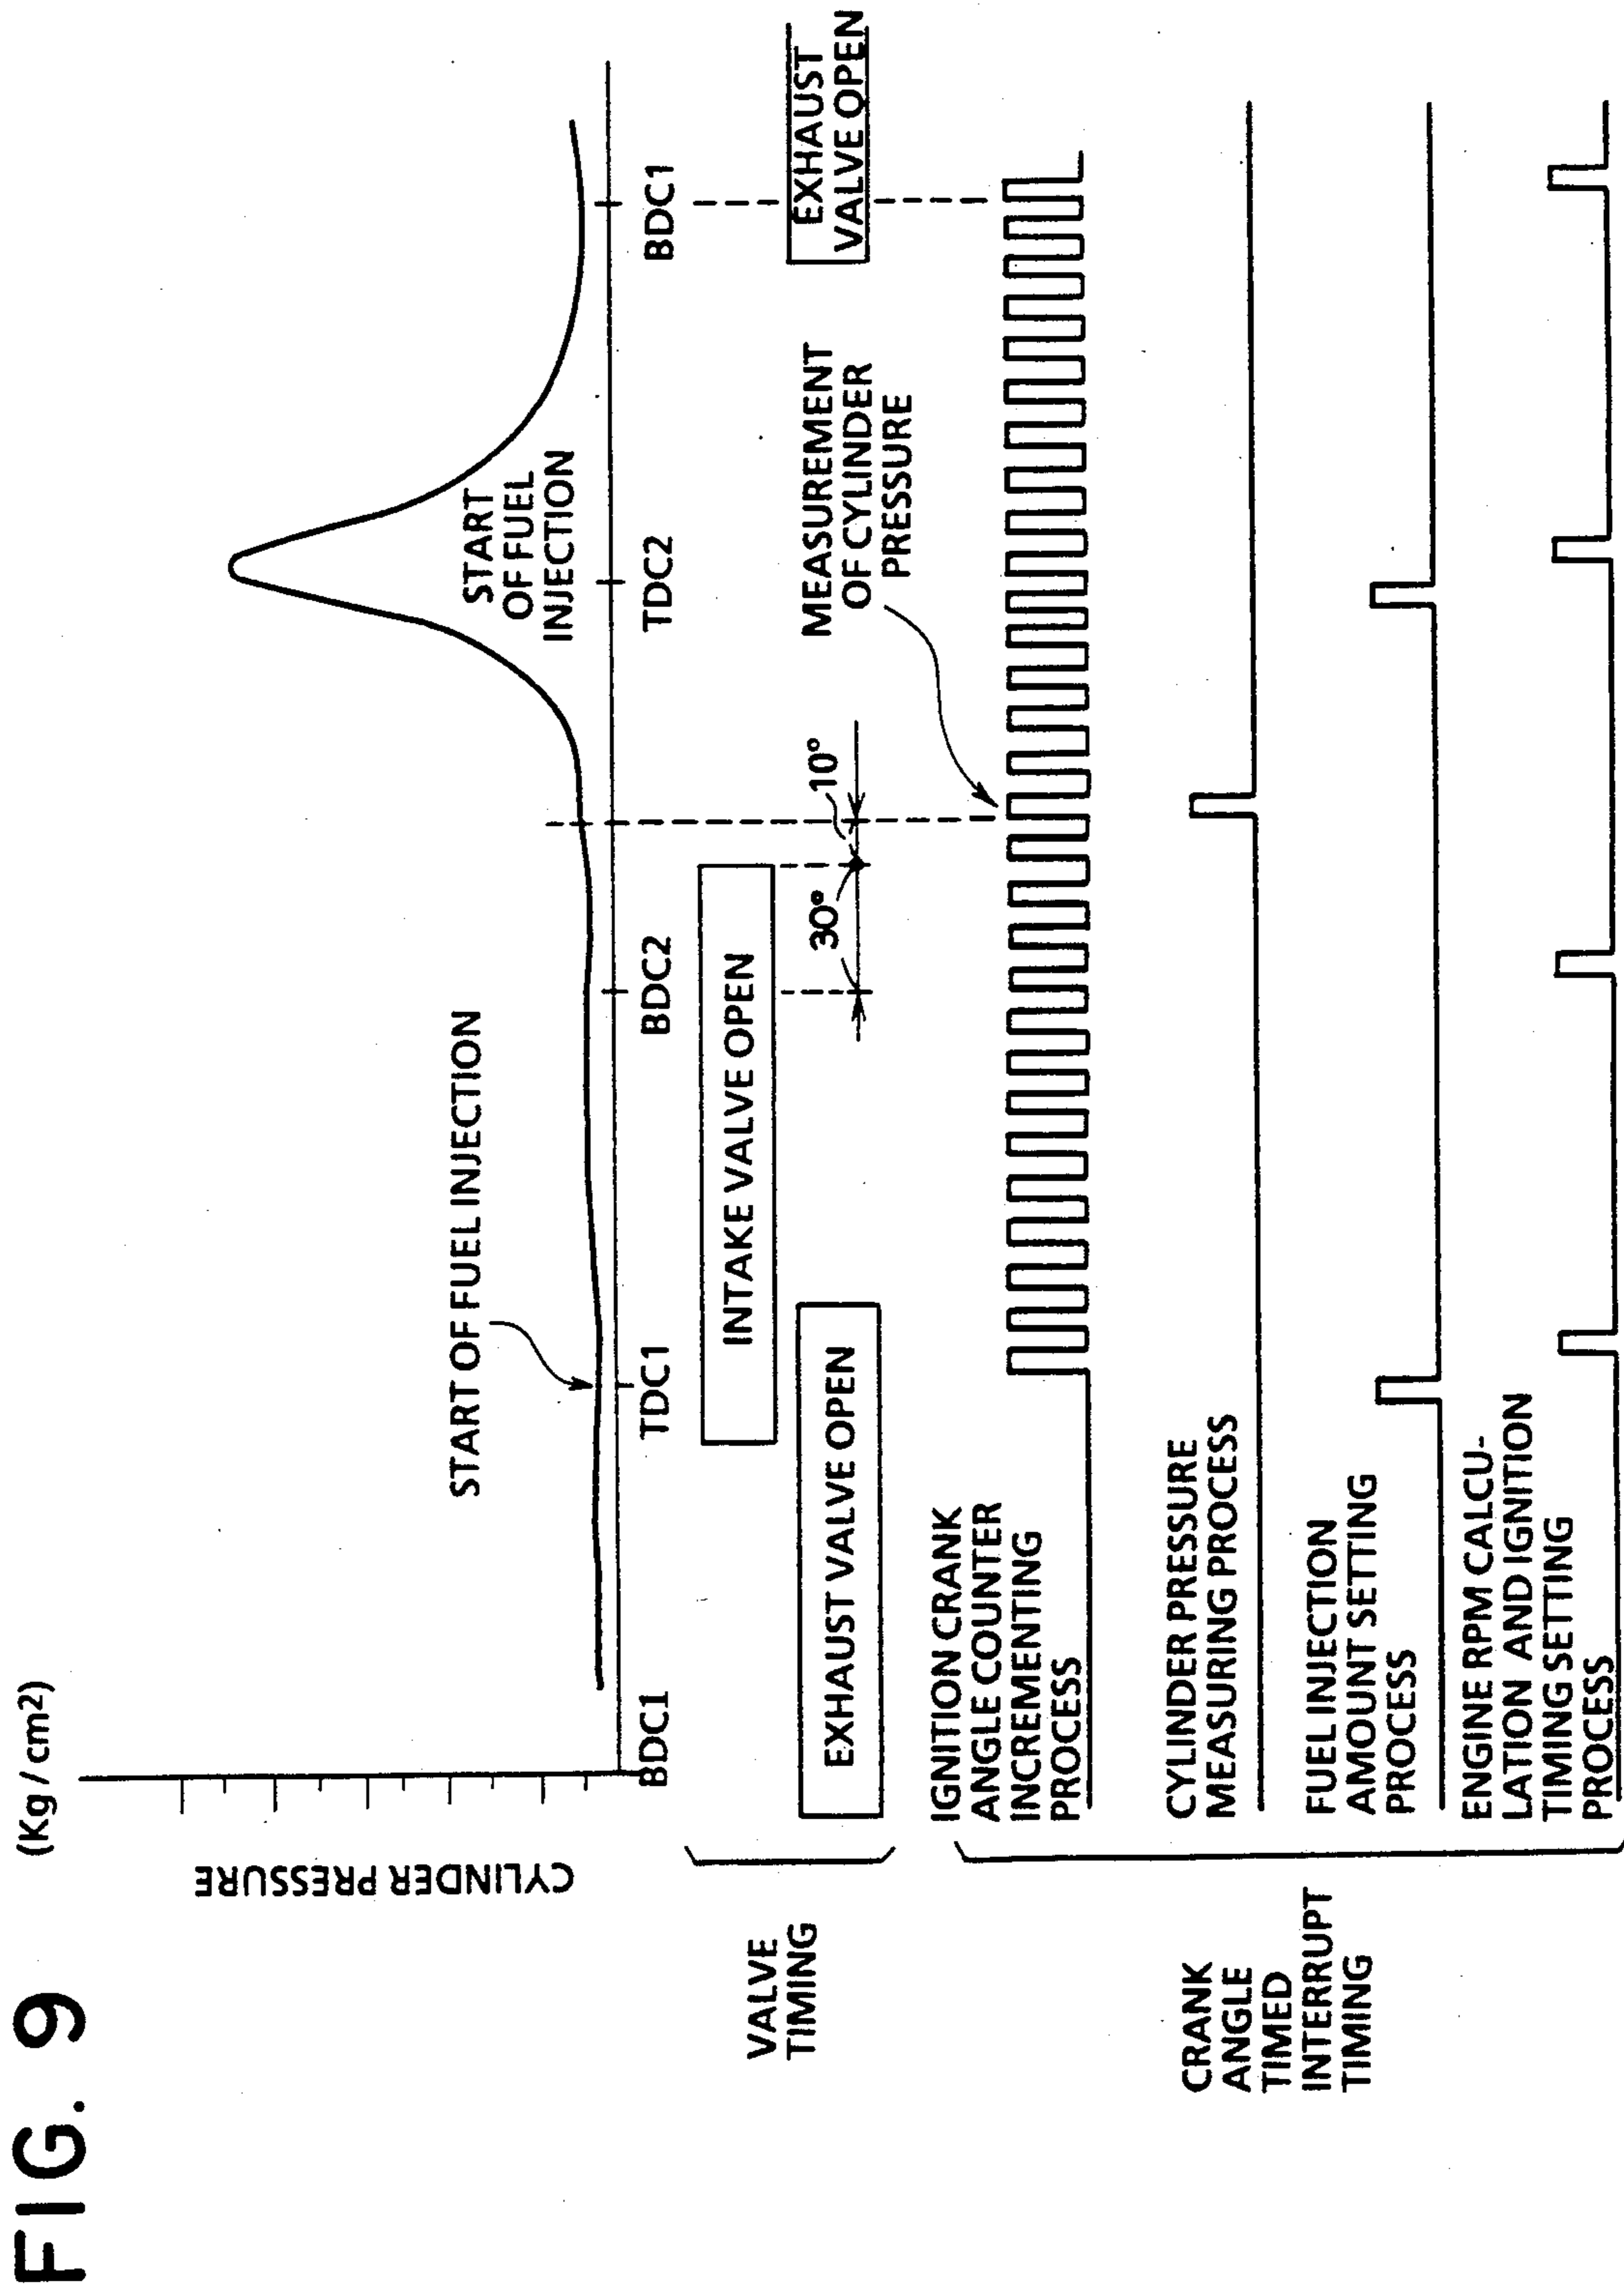 FIG. 9
(Kg / cm2)
CYLINDER PRESSURE
START OF FUEL INJECTION
START
OF FUEL
INJECTION
BDC1
TDC1
BDC2
TDC2
BDC1
VALVE
TIMING
INTAKE VALVE OPEN
EXHAUST VALVE OPEN
30°
10°
EXHAUST
VALVE OPEN
MEASUREMENT
OF CYLINDER
PRESSURE
CRANK
ANGLE
TIMED
INTERRUPT
TIMING
IGNITION CRANK
ANGLE COUNTER
INCREMENTING
PROCESS
CYLINDER PRESSURE
MEASURING PROCESS
FUEL INJECTION
AMOUNT SETTING
PROCESS
ENGINE RPM CALCU-
LATION AND IGNITION
TIMING SETTING
PROCESS